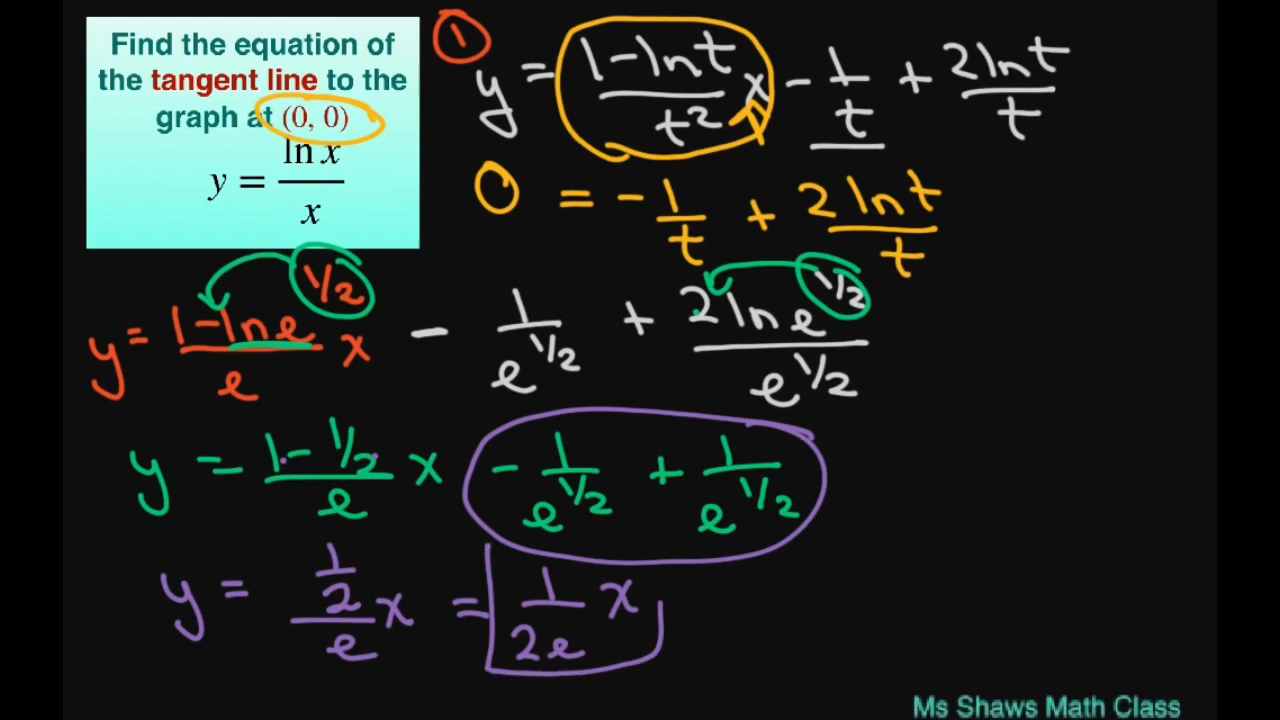 Find the equation of
the tangent line to the
graph at (0, 0)
y = ln x / x
1
y = (1 - ln t)/t² x - 1/t + 2 ln t/t
0 = - 1/t + 2 ln t/t
y = (1 - ln e^1/2)/e x - 1/e^1/2 + 2 ln e^1/2 / e^1/2
y = (1 - 1/2)/e x - 1/e^1/2 + 1/e^1/2
y = (1/2)/e x = 1/2e x
Ms Shaws Math Class